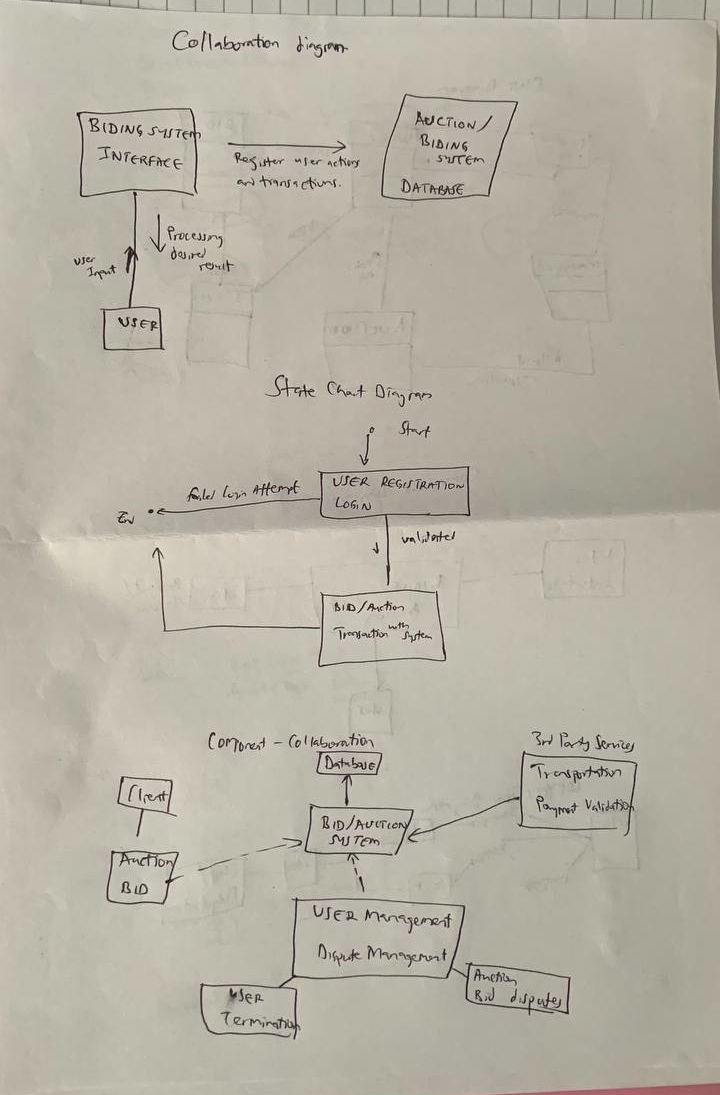 Collaboration diagram
BIDING SYSTEM
INTERFACE
Register user actions
and transactions.
AUCTION/
BIDING
SYSTEM
DATABASE
Processing
desired
result
user
Input
USER
State Chart Diagram
Start
USER REGISTRATION
LOGIN
failed Login Attempt
validated
BID/Auction
Transaction with System
Component - Collaboration
Database
3rd Party Services
Transportation
Payment Validation
Client
BID/AUCTION
SYSTEM
Auction
BID
USER Management
Dispute Management
USER
Termination
Auction
Bid disputes